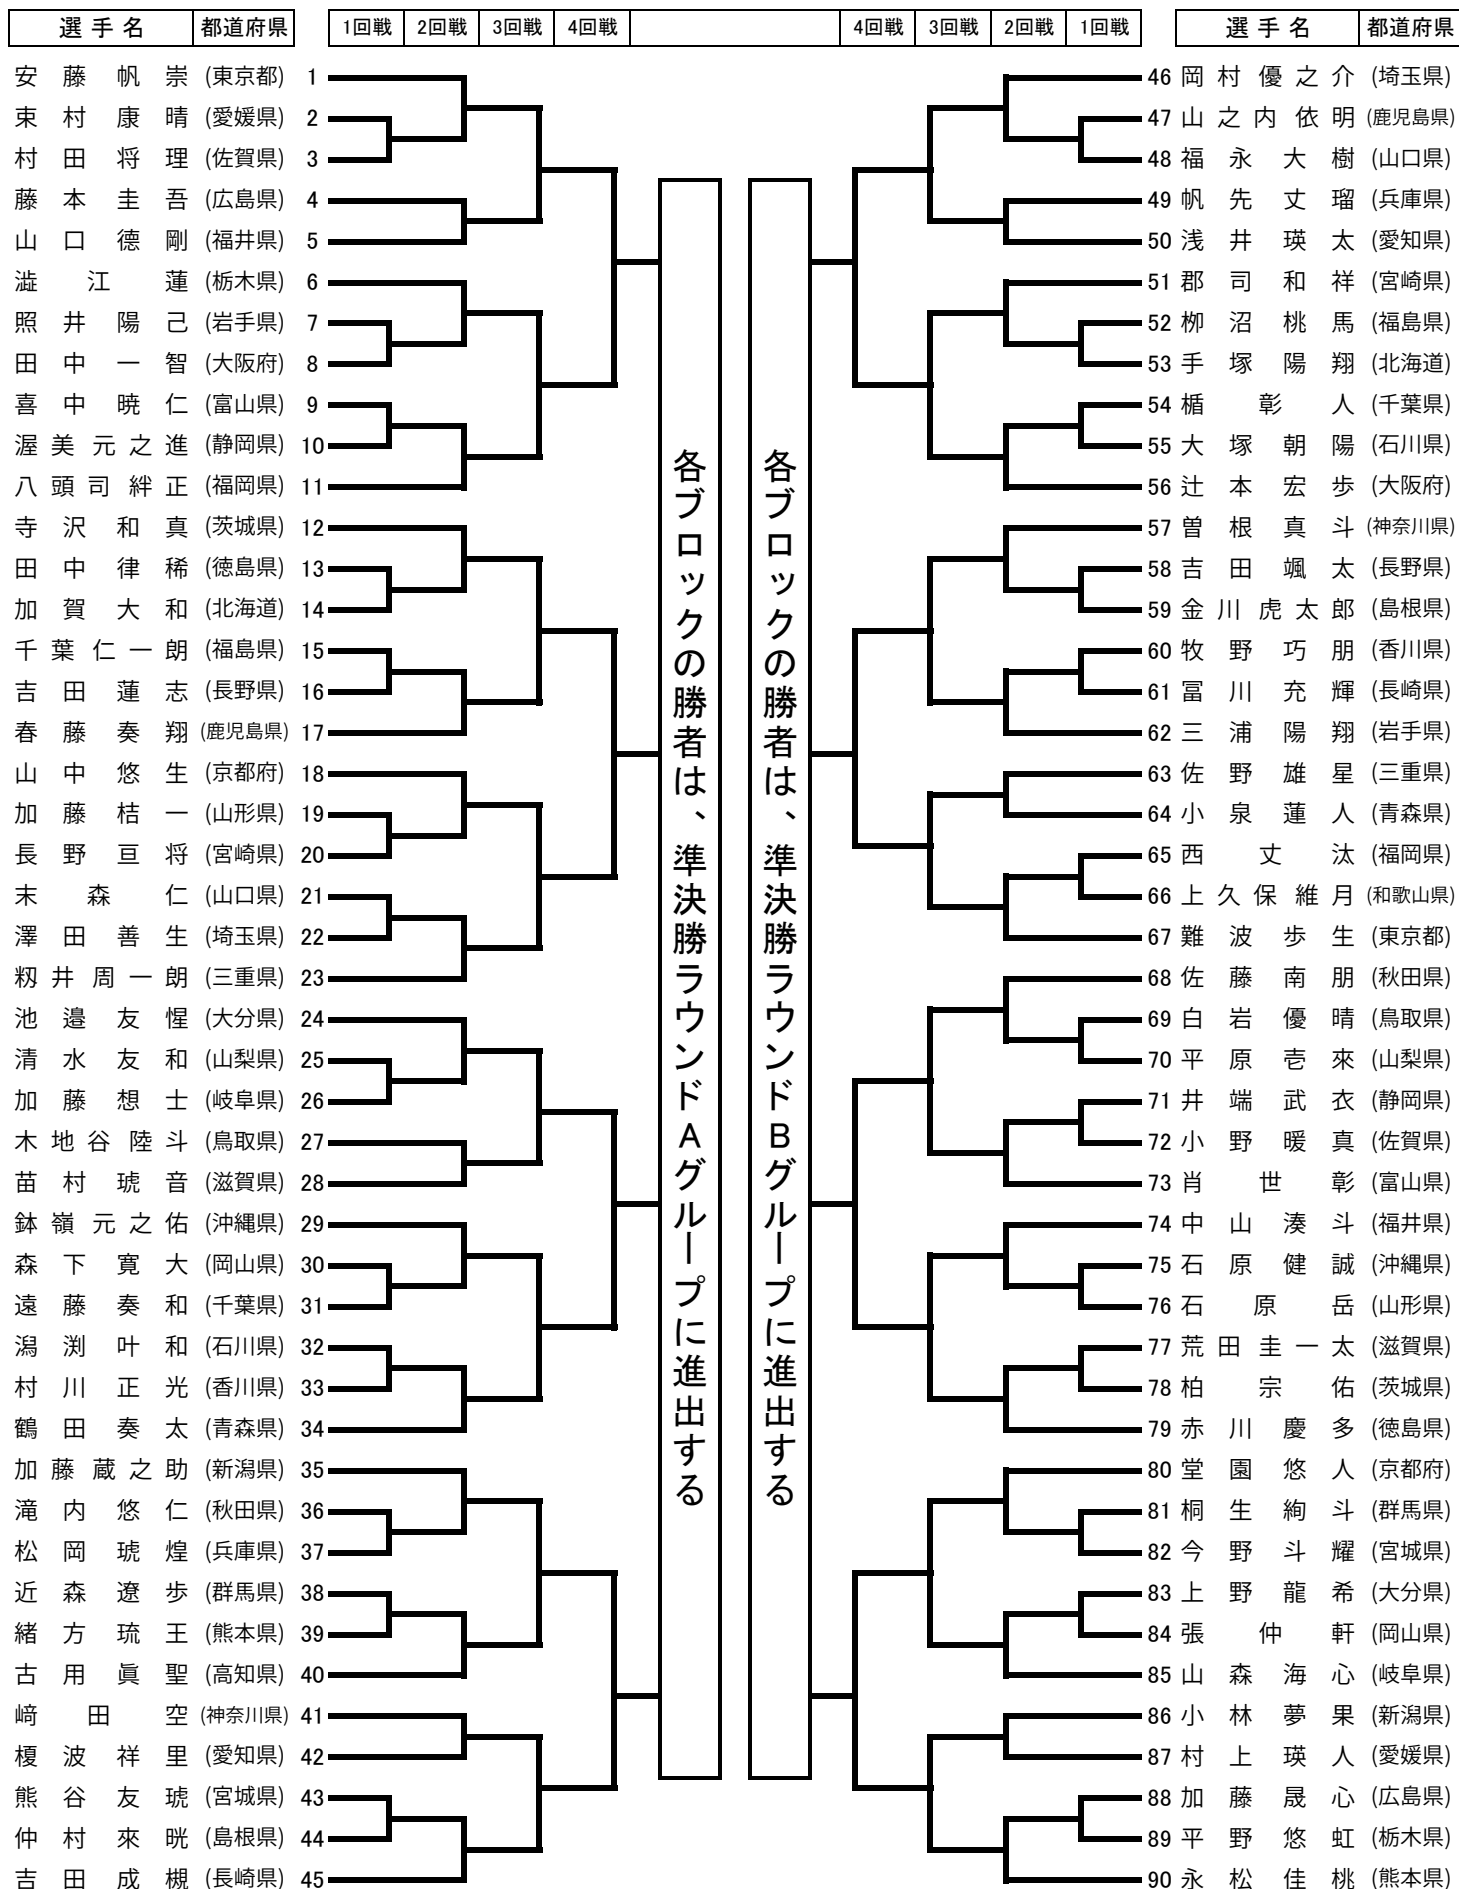 選手名 都道府県 1回戦 2回戦 3回戦 4回戦 4回戦 3回戦 2回戦 1回戦 選手名 都道府県
安藤帆崇 (東京都) 1 46 岡村優之介 (埼玉県)
束村康晴 (愛媛県) 2 47 山之内依明 (鹿児島県)
村田将理 (佐賀県) 3 48 福永大樹 (山口県)
藤本圭吾 (広島県) 4 49 帆先丈瑠 (兵庫県)
山口德剛 (福井県) 5 50 浅井瑛太 (愛知県)
澁江蓮 (栃木県) 6 51 郡司和祥 (宮崎県)
照井陽己 (岩手県) 7 52 栁沼桃馬 (福島県)
田中一智 (大阪府) 8 53 手塚陽翔 (北海道)
喜中暁仁 (富山県) 9 54 楯彰人 (千葉県)
渥美元之進 (静岡県) 10 55 大塚朝陽 (石川県)
八頭司絆正 (福岡県) 11 56 辻本宏歩 (大阪府)
寺沢和真 (茨城県) 12 57 曽根真斗 (神奈川県)
田中律稀 (徳島県) 13 58 吉田颯太 (長野県)
加賀大和 (北海道) 14 59 金川虎太郎 (島根県)
千葉仁一朗 (福島県) 15 60 牧野巧朋 (香川県)
吉田蓮志 (長野県) 16 61 冨川充輝 (長崎県)
春藤奏翔 (鹿児島県) 17 62 三浦陽翔 (岩手県)
山中悠生 (京都府) 18 63 佐野雄星 (三重県)
加藤桔一 (山形県) 19 64 小泉蓮人 (青森県)
長野亘将 (宮崎県) 20 65 西丈汰 (福岡県)
末森仁 (山口県) 21 66 上久保維月 (和歌山県)
澤田善生 (埼玉県) 22 67 難波歩生 (東京都)
籾井周一朗 (三重県) 23 68 佐藤南朋 (秋田県)
池邉友惺 (大分県) 24 69 白岩優晴 (鳥取県)
清水友和 (山梨県) 25 70 平原壱來 (山梨県)
加藤想士 (岐阜県) 26 71 井端武衣 (静岡県)
木地谷陸斗 (鳥取県) 27 72 小野暖真 (佐賀県)
苗村琥音 (滋賀県) 28 73 肖世彰 (富山県)
鉢嶺元之佑 (沖縄県) 29 74 中山湊斗 (福井県)
森下寛大 (岡山県) 30 75 石原健誠 (沖縄県)
遠藤奏和 (千葉県) 31 76 石原岳 (山形県)
潟渕叶和 (石川県) 32 77 荒田圭一太 (滋賀県)
村川正光 (香川県) 33 78 柏宗佑 (茨城県)
鶴田奏太 (青森県) 34 79 赤川慶多 (徳島県)
加藤蔵之助 (新潟県) 35 80 堂園悠人 (京都府)
滝内悠仁 (秋田県) 36 81 桐生絢斗 (群馬県)
松岡琥煌 (兵庫県) 37 82 今野斗耀 (宮城県)
近森遼歩 (群馬県) 38 83 上野龍希 (大分県)
緒方琉王 (熊本県) 39 84 張仲軒 (岡山県)
古用眞聖 (高知県) 40 85 山森海心 (岐阜県)
﨑田空 (神奈川県) 41 86 小林夢果 (新潟県)
榎波祥里 (愛知県) 42 87 村上瑛人 (愛媛県)
熊谷友琥 (宮城県) 43 88 加藤晟心 (広島県)
仲村來晄 (島根県) 44 89 平野悠虹 (栃木県)
吉田成槻 (長崎県) 45 90 永松佳桃 (熊本県)
各ブロックの勝者は、準決勝ラウンドAグループに進出する
各ブロックの勝者は、準決勝ラウンドBグループに進出する